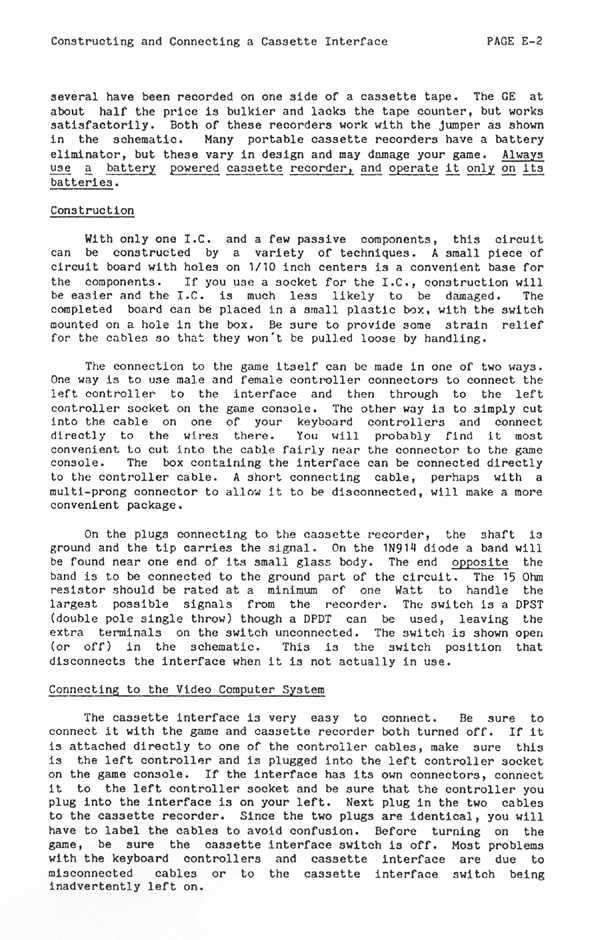 Constructing and Connecting a Cassette Interface PAGE E-2
several have been recorded on one side of a cassette tape. The GE at
about half the price is bulkier and lacks the tape counter, but works
satisfactorily. Both of these recorders work with the jumper as shown
in the schematic. Many portable cassette recorders have a battery
eliminator, but these vary in design and may damage your game. Always
use a battery powered cassette recorder, and operate it only on its
batteries.
Construction
With only one I.C. and a few passive components, this circuit
can be constructed by a variety of techniques. A small piece of
circuit board with holes on 1/10 inch centers is a convenient base for
the components. If you use a socket for the I.C., construction will
be easier and the I.C. is much less likely to be damaged. The
completed board can be placed in a small plastic box, with the switch
mounted on a hole in the box. Be sure to provide some strain relief
for the cables so that they won't be pulled loose by handling.
The connection to the game itself can be made in one of two ways.
One way is to use male and female controller connectors to connect the
left controller to the interface and then through to the left
controller socket on the game console. The other way is to simply cut
into the cable on one of your keyboard controllers and connect
directly to the wires there. You will probably find it most
convenient to cut into the cable fairly near the connector to the game
console. The box containing the interface can be connected directly
to the controller cable. A short connecting cable, perhaps with a
multi-prong connector to allow it to be disconnected, will make a more
convenient package.
On the plugs connecting to the cassette recorder, the shaft is
ground and the tip carries the signal. On the 1N914 diode a band will
be found near one end of its small glass body. The end opposite the
band is to be connected to the ground part of the circuit. The 15 Ohm
resistor should be rated at a minimum of one Watt to handle the
largest possible signals from the recorder. The switch is a DPST
(double pole single throw) though a DPDT can be used, leaving the
extra terminals on the switch unconnected. The switch is shown open
(or off) in the schematic. This is the switch position that
disconnects the interface when it is not actually in use.
Connecting to the Video Computer System
The cassette interface is very easy to connect. Be sure to
connect it with the game and cassette recorder both turned off. If it
is attached directly to one of the controller cables, make sure this
is the left controller and is plugged into the left controller socket
on the game console. If the interface has its own connectors, connect
it to the left controller socket and be sure that the controller you
plug into the interface is on your left. Next plug in the two cables
to the cassette recorder. Since the two plugs are identical, you will
have to label the cables to avoid confusion. Before turning on the
game, be sure the cassette interface switch is off. Most problems
with the keyboard controllers and cassette interface are due to
misconnected cables or to the cassette interface switch being
inadvertently left on.